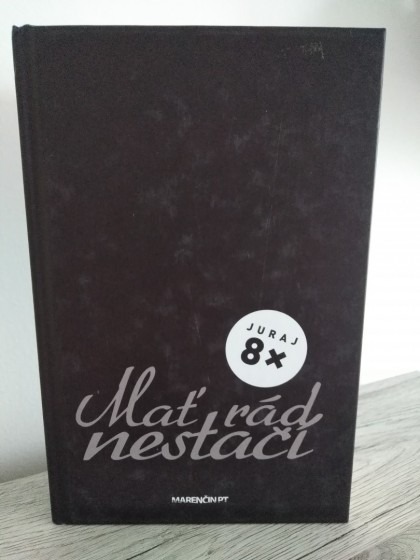 JURAJ
8×
Mať rád
nestačí
MARENČIN PT